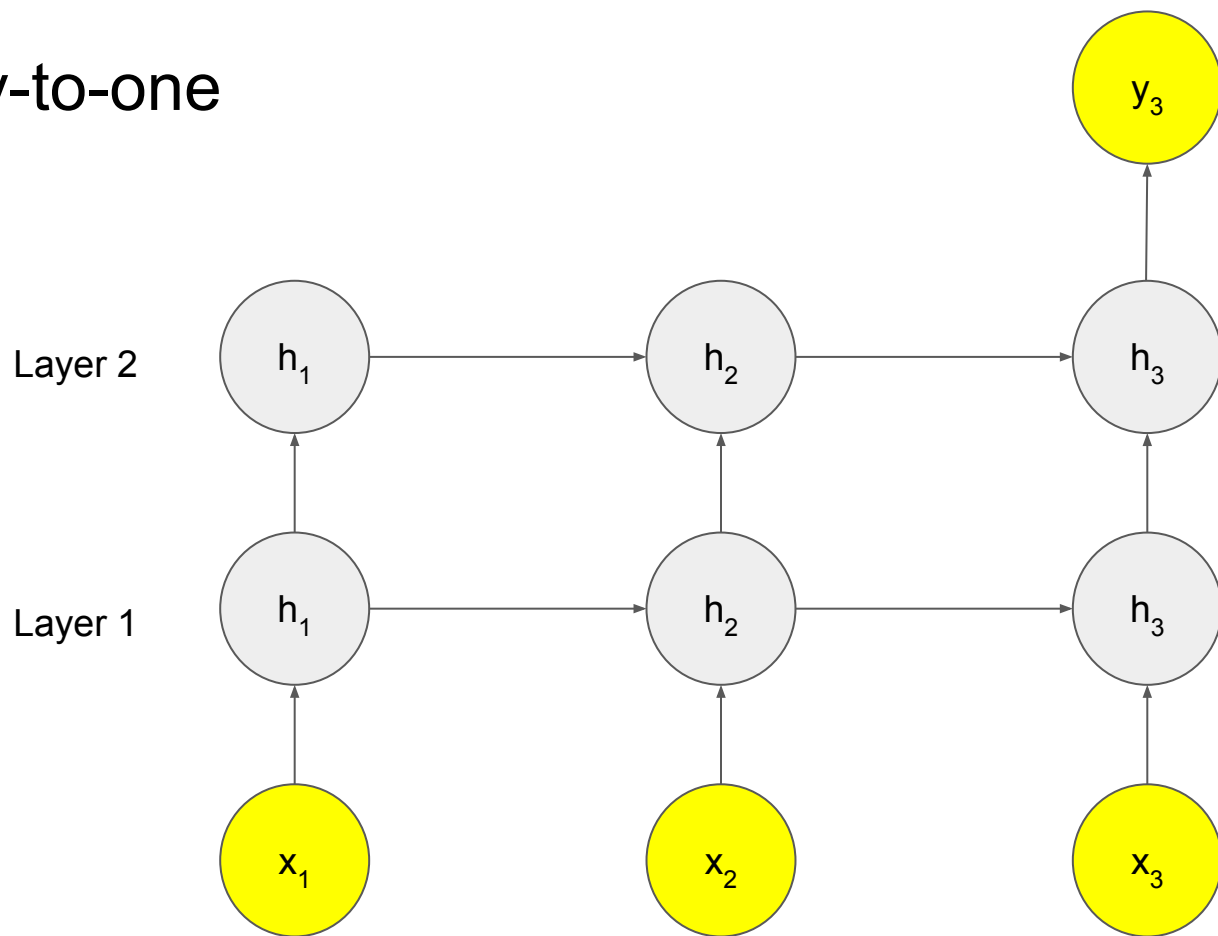 y-to-one
y₃
Layer 2
h₁ h₂ h₃
Layer 1
h₁ h₂ h₃
x₁ x₂ x₃